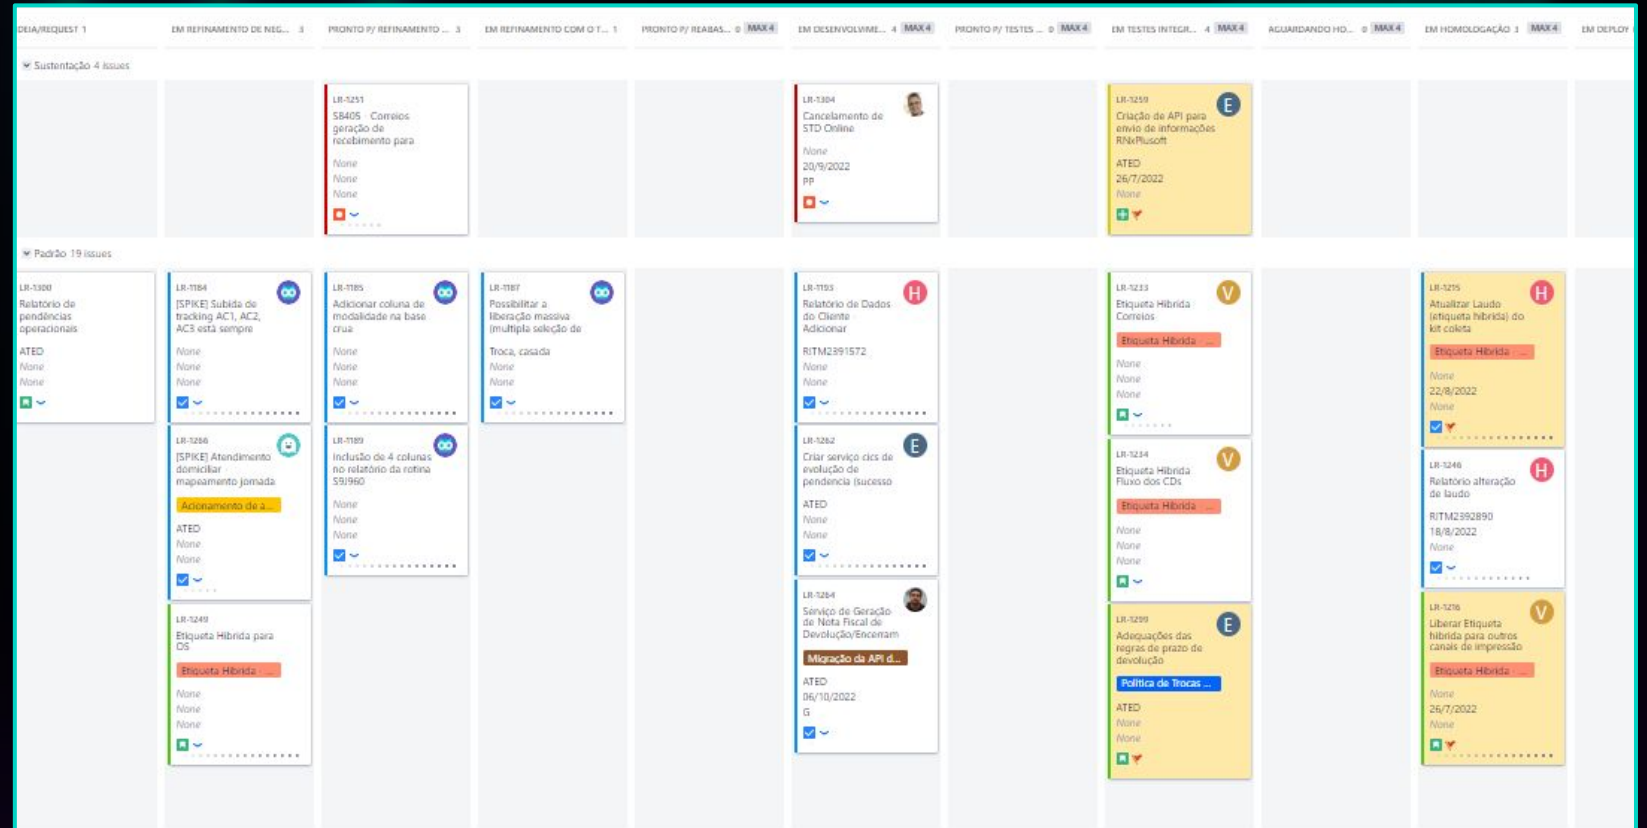 DEIA/REQUEST 1
EM REFINAMENTO DE NEG... 3
PRONTO P/ REFINAMENTO ... 3
EM REFINAMENTO COM O T... 1
PRONTO P/ REABAS... 0 MAX 4
EM DESENVOLVIME... 4 MAX 4
PRONTO P/ TESTES ... 0 MAX 4
EM TESTES INTEGR... 4 MAX 4
AGUARDANDO HO... 0 MAX 4
EM HOMOLOGAÇÃO 3 MAX 4
EM DEPLOY
Sustentação 4 issues
LR-1251
S8405 - Correios
geração de
recebimento para
None
None
None
LR-1304
Cancelamento de
STD Online
None
20/9/2022
PP
LR-1259
E
Criação de API para
envio de informações
RNxPlusoft
ATED
26/7/2022
None
Padrão 19 issues
LR-1300
Relatório de
pendências
operacionais
ATED
None
None
LR-1184
[SPIKE] Subida de
tracking AC1, AC2,
AC3 está sempre
None
None
None
LR-1266
[SPIKE] Atendimento
domiciliar
mapeamento jornada
Acionamento de a...
ATED
None
None
LR-1249
Etiqueta Híbrida para
OS
Etiqueta Híbrida - ...
None
None
None
LR-1185
Adicionar coluna de
modalidade na base
crua
None
None
None
LR-1189
Inclusão de 4 colunas
no relatório da rotina
S9J960
None
None
None
LR-1187
Possibilitar a
liberação massiva
(multipla seleção de
Troca, casada
None
None
LR-1193
H
Relatório de Dados
do Cliente
Adicionar
RITM2391572
None
None
LR-1262
E
Criar serviço cics de
evolução de
pendencia (sucesso
ATED
None
None
LR-1264
Serviço de Geração
de Nota Fiscal de
Devolução/Encerram
Migração da API d...
ATED
06/10/2022
G
LR-1233
V
Etiqueta Híbrida
Correios
Etiqueta Híbrida - ...
None
None
None
LR-1234
V
Etiqueta Híbrida
Fluxo dos CDs
Etiqueta Híbrida - ...
None
None
None
LR-1299
E
Adequações das
regras de prazo de
devolução
Política de Trocas ...
ATED
None
None
LR-1215
H
Atualizar Laudo
(etiqueta híbrida) do
kit coleta
Etiqueta Híbrida - ...
None
22/8/2022
None
LR-1246
H
Relatório alteração
de laudo
RITM2392890
18/8/2022
None
LR-1216
V
Liberar Etiqueta
híbrida para outros
canais de impressão
Etiqueta Híbrida - ...
None
26/7/2022
None